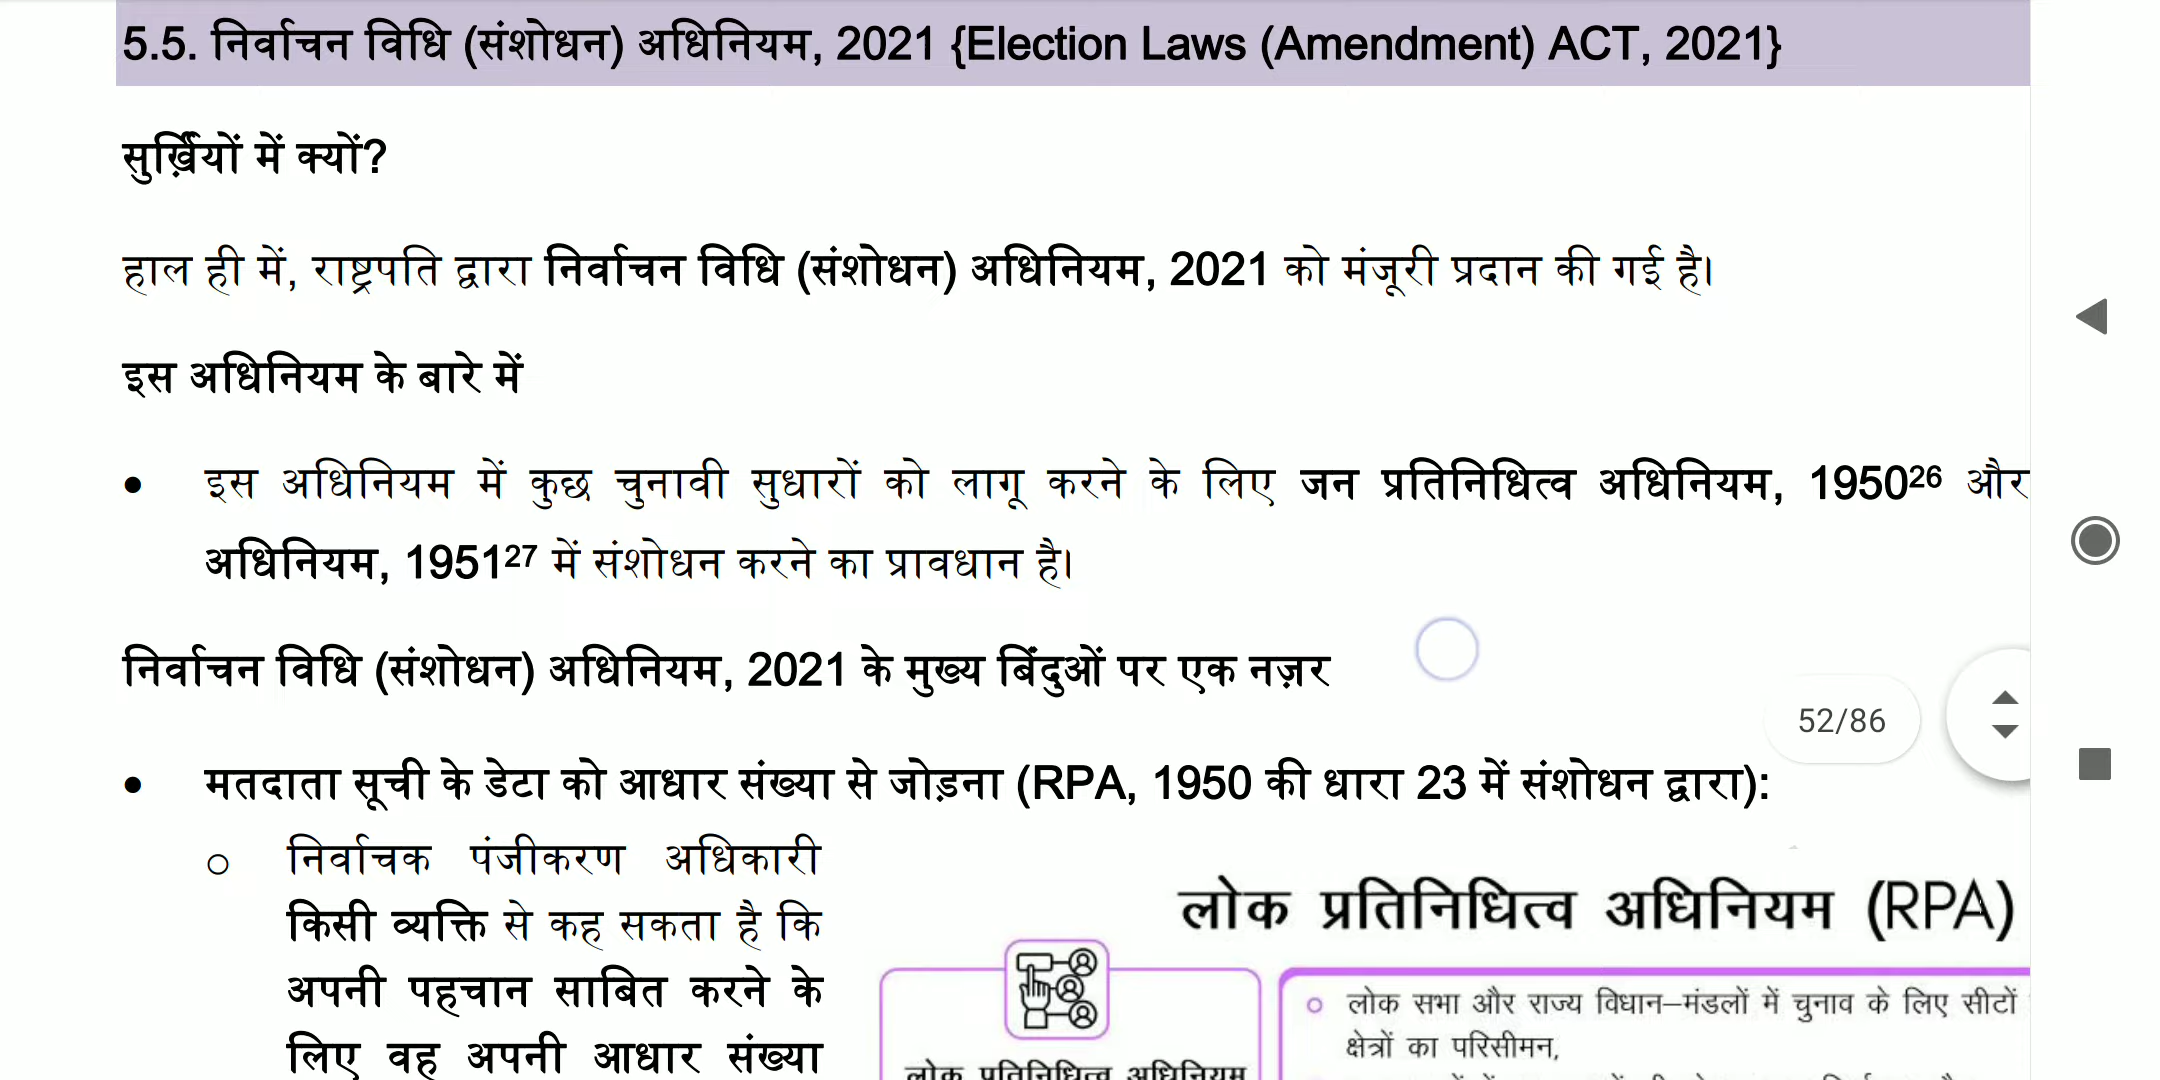 5.5. निर्वाचन विधि (संशोधन) अधिनियम, 2021 {Election Laws (Amendment) ACT, 2021}
सुर्ख़ियों में क्यों?
हाल ही में, राष्ट्रपति द्वारा निर्वाचन विधि (संशोधन) अधिनियम, 2021 को मंजूरी प्रदान की गई है।
इस अधिनियम के बारे में
● इस अधिनियम में कुछ चुनावी सुधारों को लागू करने के लिए जन प्रतिनिधित्व अधिनियम, 1950²⁶ और
अधिनियम, 1951²⁷ में संशोधन करने का प्रावधान है।
निर्वाचन विधि (संशोधन) अधिनियम, 2021 के मुख्य बिंदुओं पर एक नज़र
52/86
● मतदाता सूची के डेटा को आधार संख्या से जोड़ना (RPA, 1950 की धारा 23 में संशोधन द्वारा):
○ निर्वाचक पंजीकरण अधिकारी
किसी व्यक्ति से कह सकता है कि
अपनी पहचान साबित करने के
लिए वह अपनी आधार संख्या
लोक प्रतिनिधित्व अधिनियम (RPA)
लोक प्रतिनिधित्व अधिनियम
○ लोक सभा और राज्य विधान–मंडलों में चुनाव के लिए सीटों
क्षेत्रों का परिसीमन,